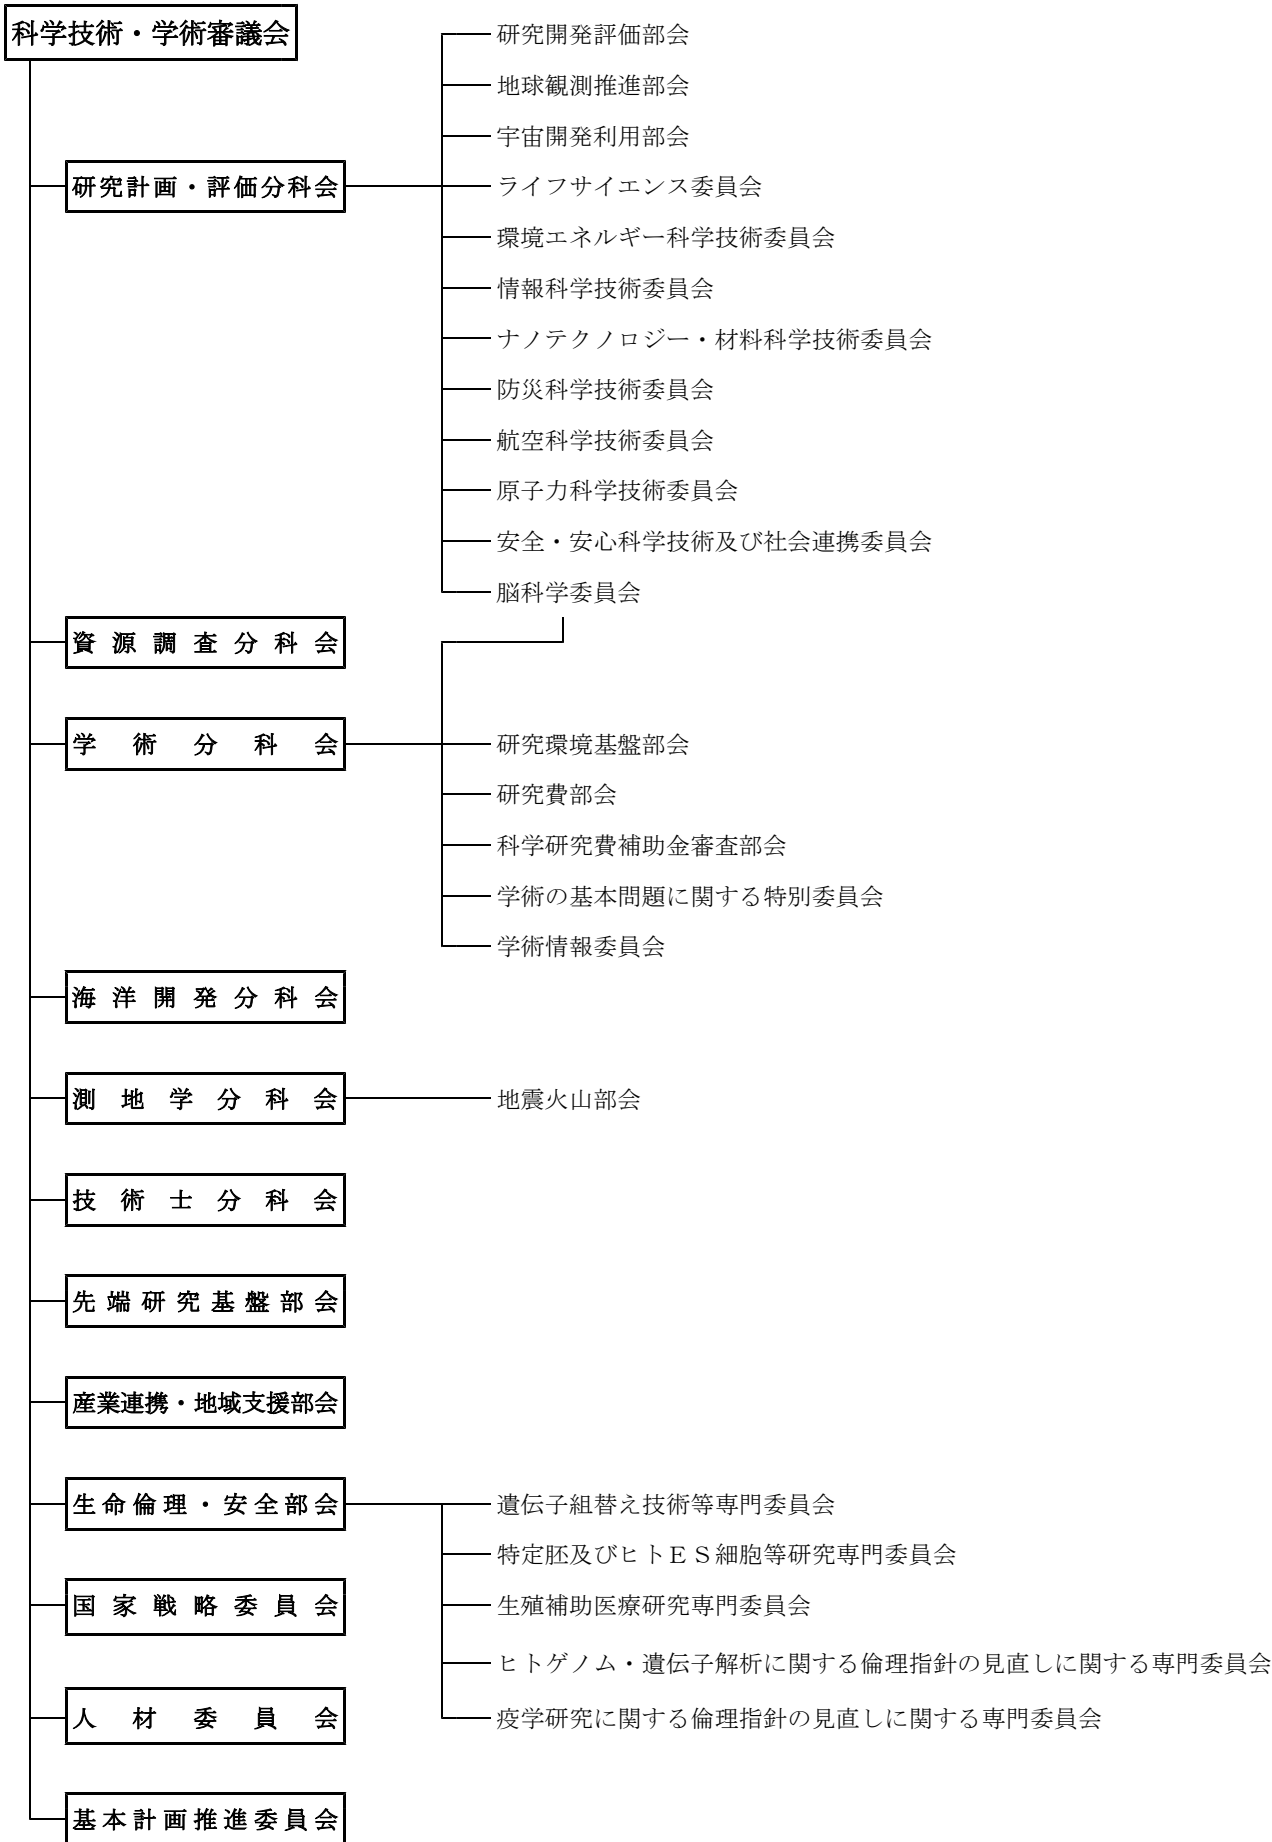 科学技術・学術審議会
研究開発評価部会
地球観測推進部会
宇宙開発利用部会
研究計画・評価分科会
ライフサイエンス委員会
環境エネルギー科学技術委員会
情報科学技術委員会
ナノテクノロジー・材料科学技術委員会
防災科学技術委員会
航空科学技術委員会
原子力科学技術委員会
安全・安心科学技術及び社会連携委員会
脳科学委員会
資源調査分科会
学術分科会
研究環境基盤部会
研究費部会
科学研究費補助金審査部会
学術の基本問題に関する特別委員会
学術情報委員会
海洋開発分科会
測地学分科会
地震火山部会
技術士分科会
先端研究基盤部会
産業連携・地域支援部会
生命倫理・安全部会
遺伝子組替え技術等専門委員会
特定胚及びヒトES細胞等研究専門委員会
国家戦略委員会
生殖補助医療研究専門委員会
ヒトゲノム・遺伝子解析に関する倫理指針の見直しに関する専門委員会
人材委員会
疫学研究に関する倫理指針の見直しに関する専門委員会
基本計画推進委員会